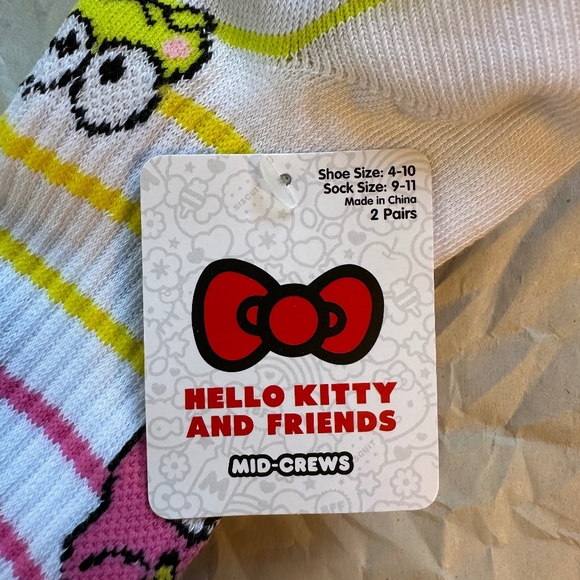 Shoe Size: 4-10
Sock Size: 9-11
Made in China
2 Pairs
HELLO KITTY
AND FRIENDS
MID-CREWS